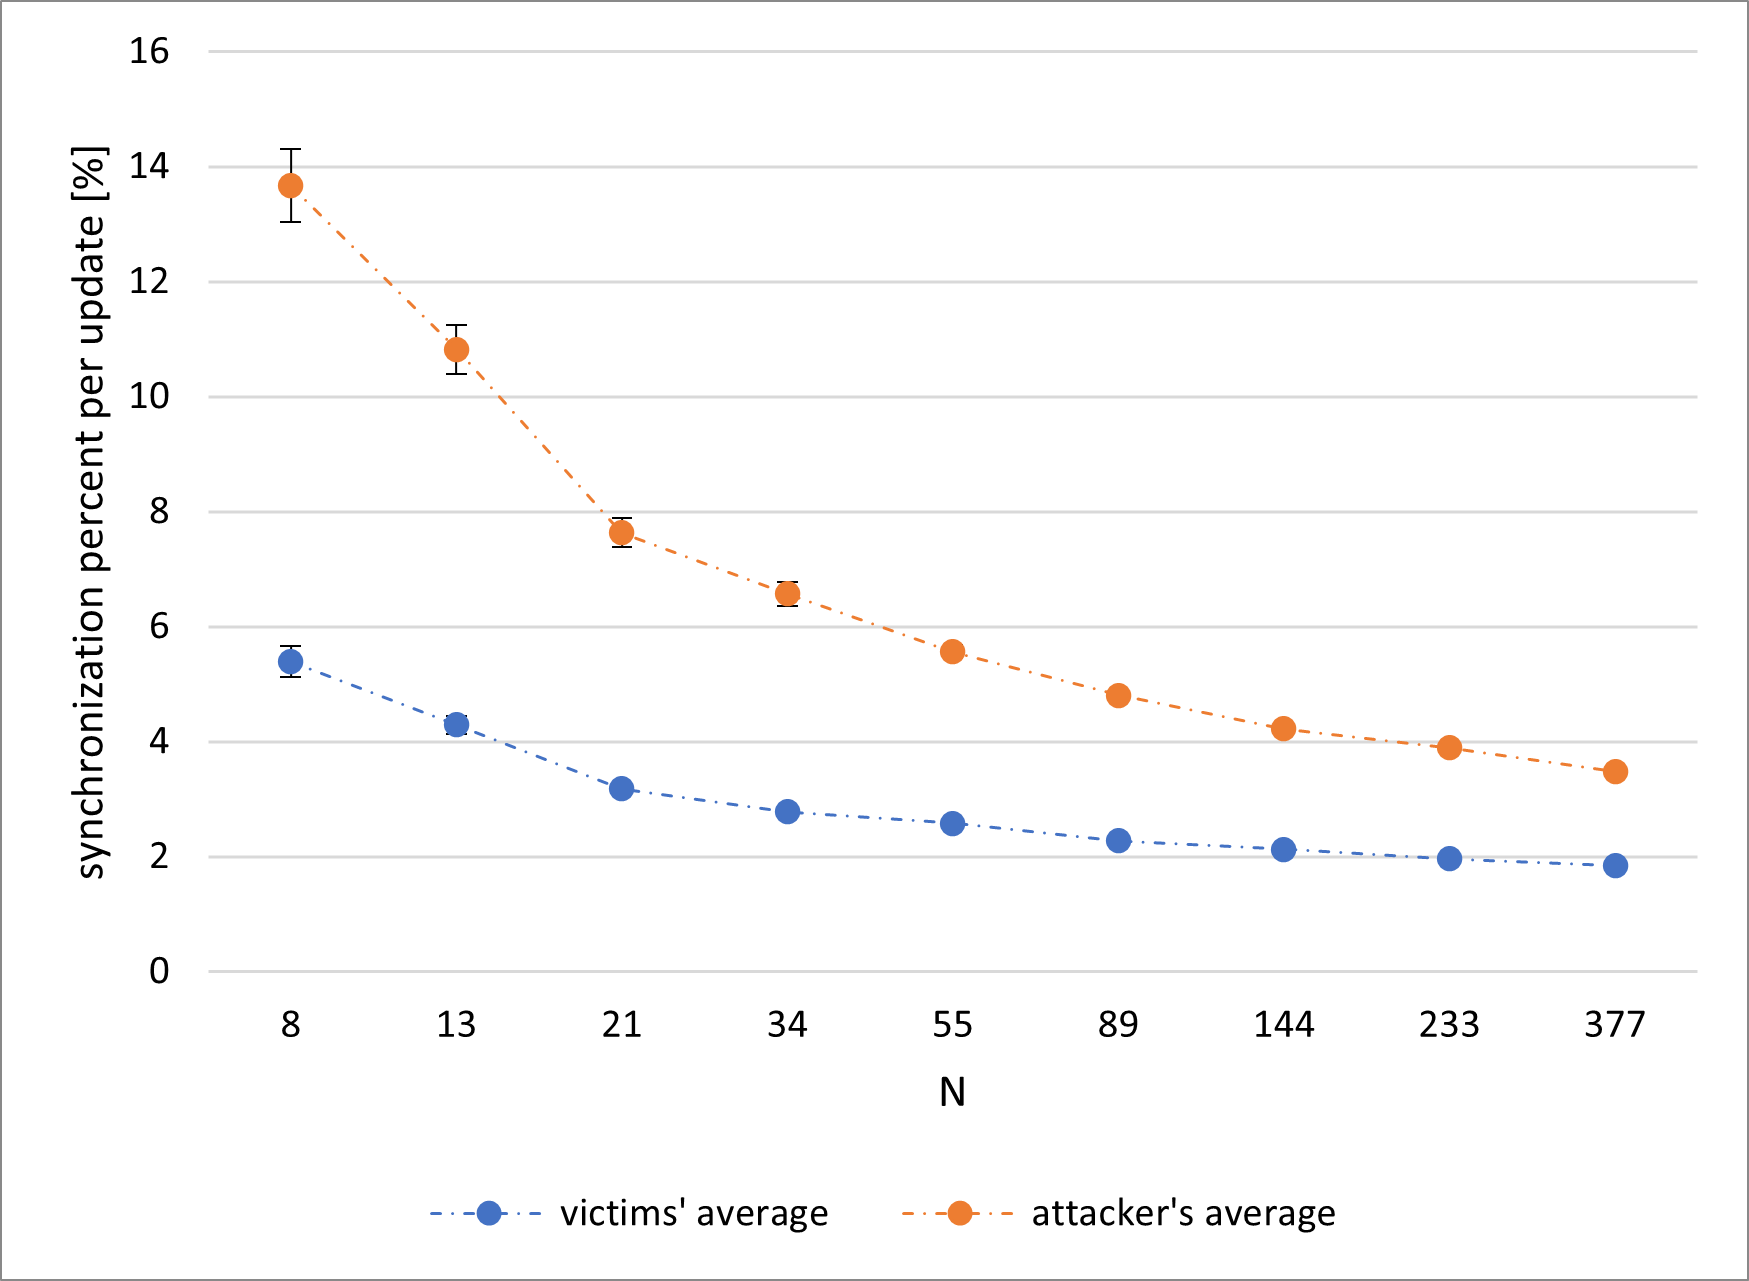 synchronization percent per update [%]
16
14
12
10
8
6
4
2
0
8 13 21 34 55 89 144 233 377
N
victims' average attacker's average